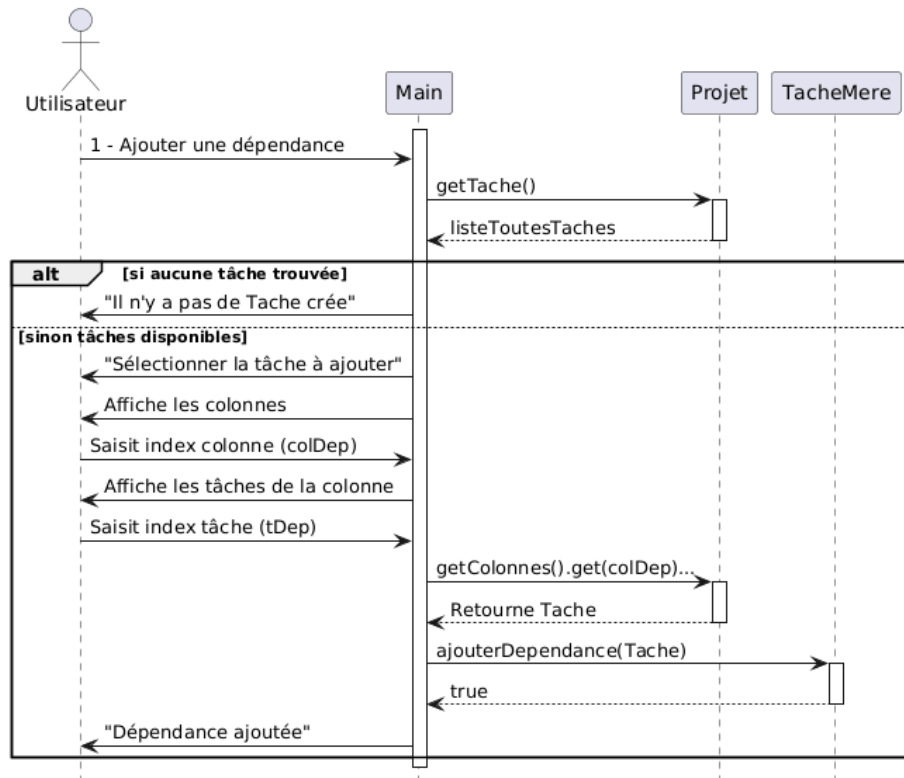 Utilisateur
Main
Projet
TacheMere
1 - Ajouter une dépendance
getTache()
listeToutesTaches
alt
[si aucune tâche trouvée]
"Il n'y a pas de Tache crée"
[sinon tâches disponibles]
"Sélectionner la tâche à ajouter"
Affiche les colonnes
Saisit index colonne (colDep)
Affiche les tâches de la colonne
Saisit index tâche (tDep)
getColonnes().get(colDep)...
Retourne Tache
ajouterDependance(Tache)
true
"Dépendance ajoutée"